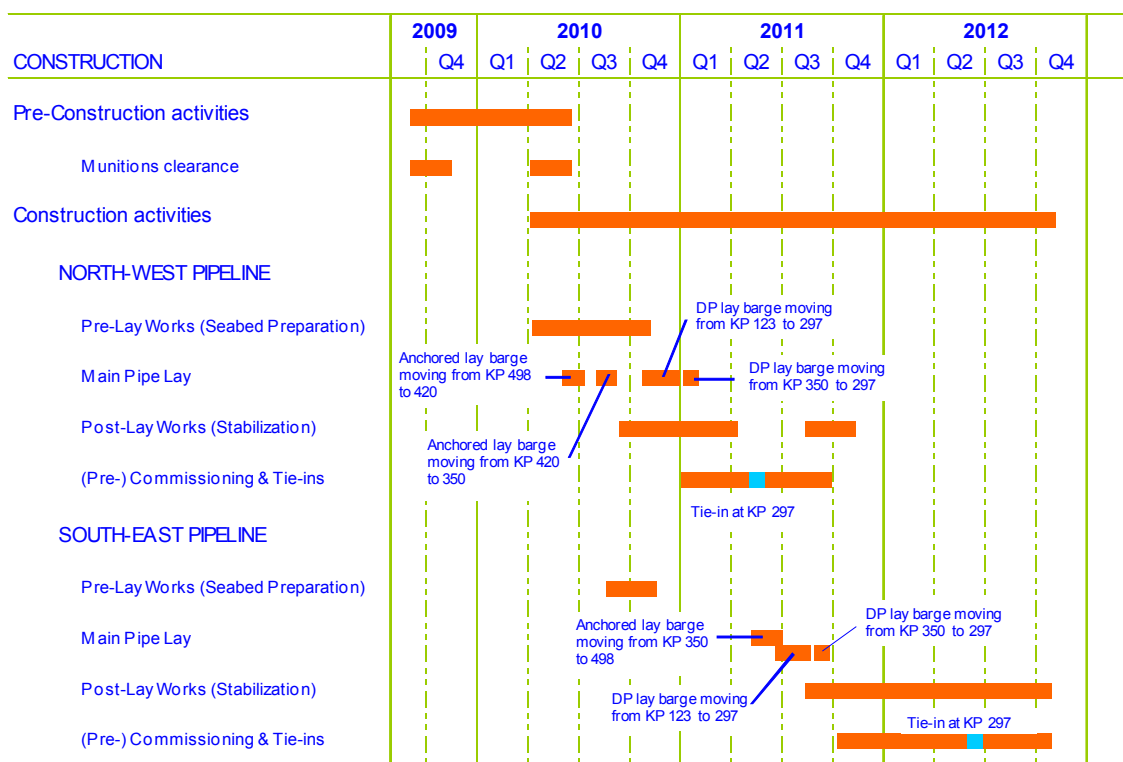 2009 2010 2011 2012
CONSTRUCTION Q4 Q1 Q2 Q3 Q4 Q1 Q2 Q3 Q4 Q1 Q2 Q3 Q4
Pre-Construction activities
Munitions clearance
Construction activities
NORTH-WEST PIPELINE
DP lay barge moving
from KP 123 to 297
Pre-Lay Works (Seabed Preparation)
Anchored lay barge
moving from KP 498
to 420
Main Pipe Lay
DP lay barge moving
from KP 350 to 297
Post-Lay Works (Stabilization)
Anchored lay barge
moving from KP 420
to 350
(Pre-) Commissioning & Tie-ins
Tie-in at KP 297
SOUTH-EAST PIPELINE
Pre-Lay Works (Seabed Preparation)
DP lay barge moving
from KP 350 to 297
Anchored lay barge
moving from KP 350
to 498
Main Pipe Lay
Post-Lay Works (Stabilization)
DP lay barge moving
from KP 123 to 297
Tie-in at KP 297
(Pre-) Commissioning & Tie-ins